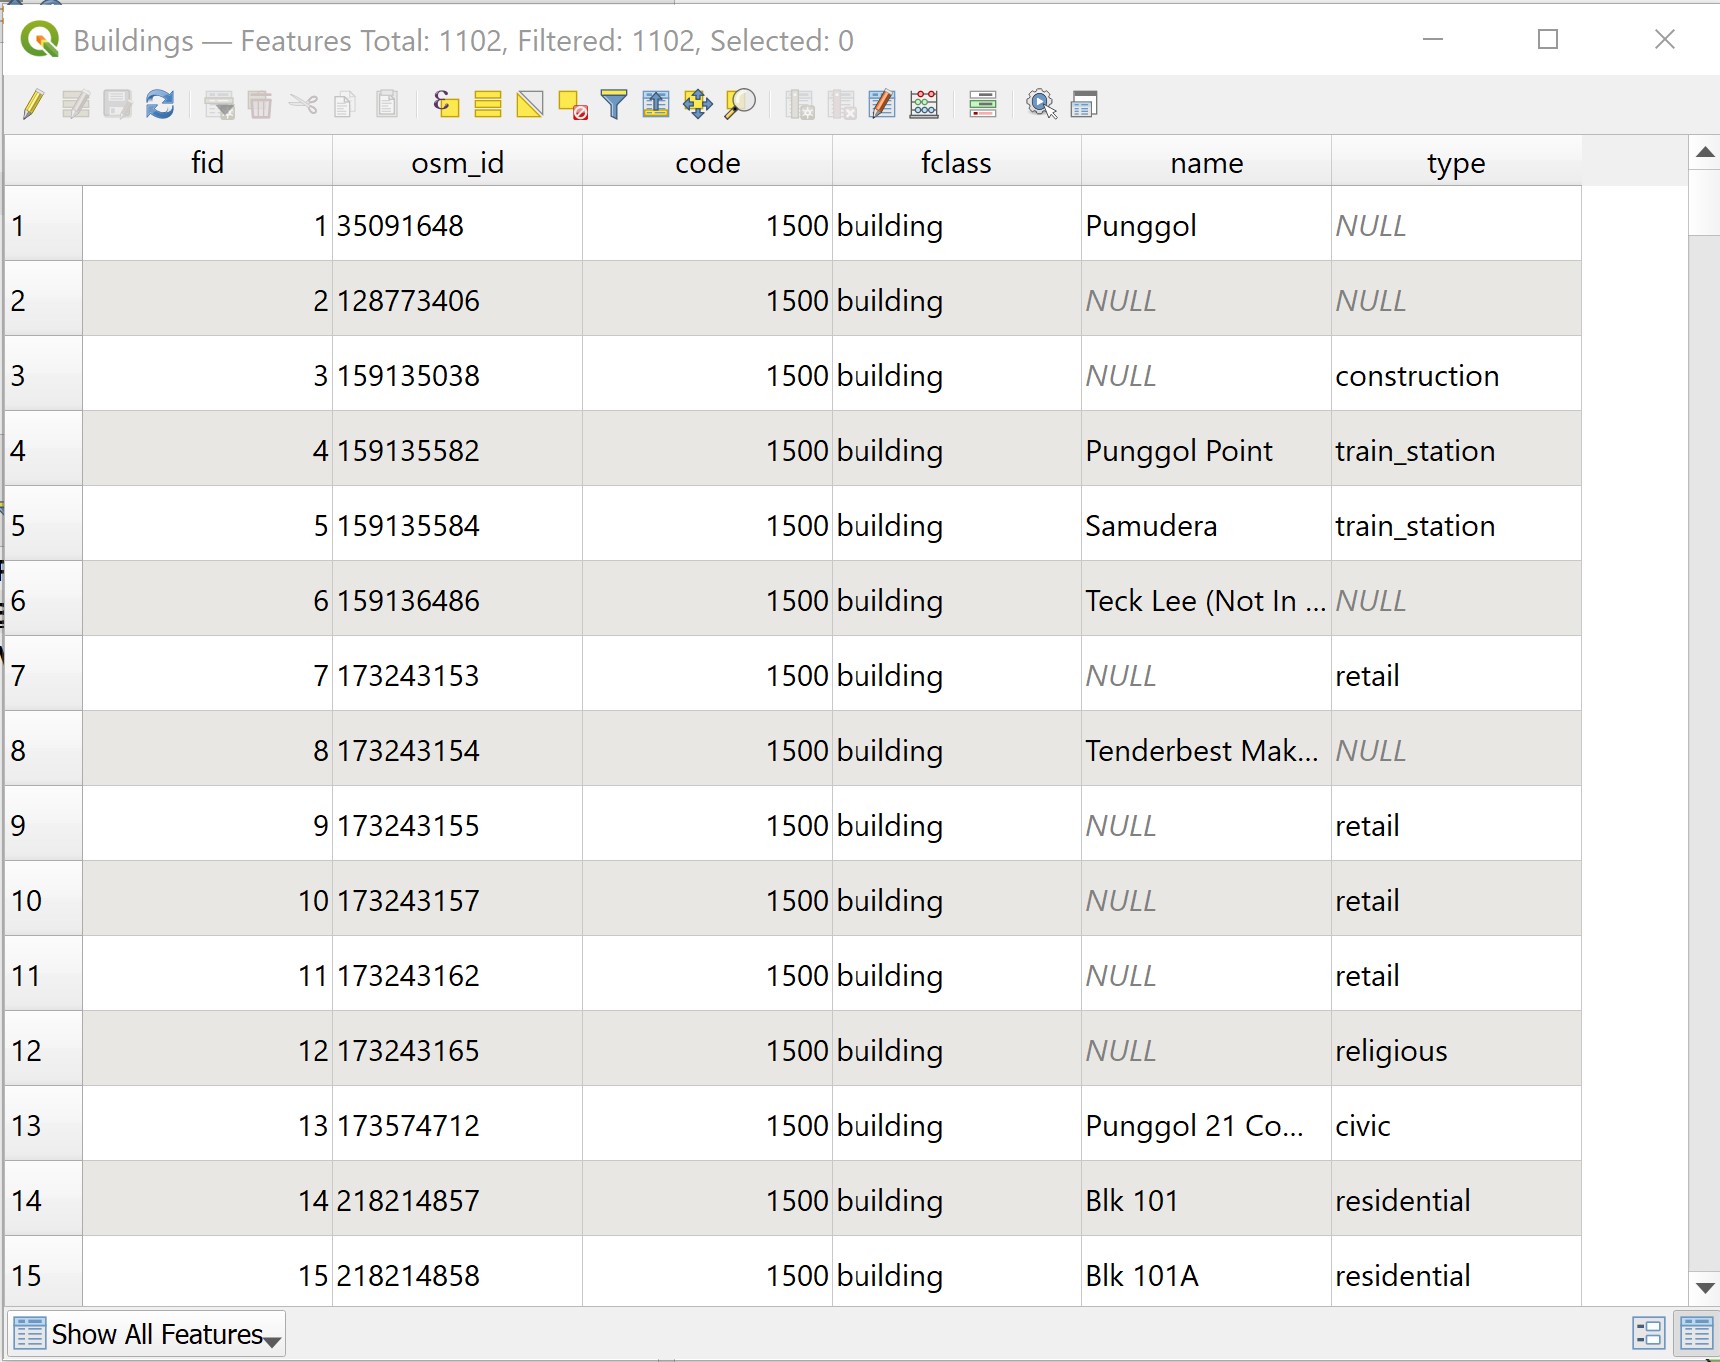 Buildings — Features Total: 1102, Filtered: 1102, Selected: 0
fid osm_id code fclass name type
1 1 35091648 1500 building Punggol NULL
2 2 128773406 1500 building NULL NULL
3 3 159135038 1500 building NULL construction
4 4 159135582 1500 building Punggol Point train_station
5 5 159135584 1500 building Samudera train_station
6 6 159136486 1500 building Teck Lee (Not In ... NULL
7 7 173243153 1500 building NULL retail
8 8 173243154 1500 building Tenderbest Mak... NULL
9 9 173243155 1500 building NULL retail
10 10 173243157 1500 building NULL retail
11 11 173243162 1500 building NULL retail
12 12 173243165 1500 building NULL religious
13 13 173574712 1500 building Punggol 21 Co... civic
14 14 218214857 1500 building Blk 101 residential
15 15 218214858 1500 building Blk 101A residential
Show All Features